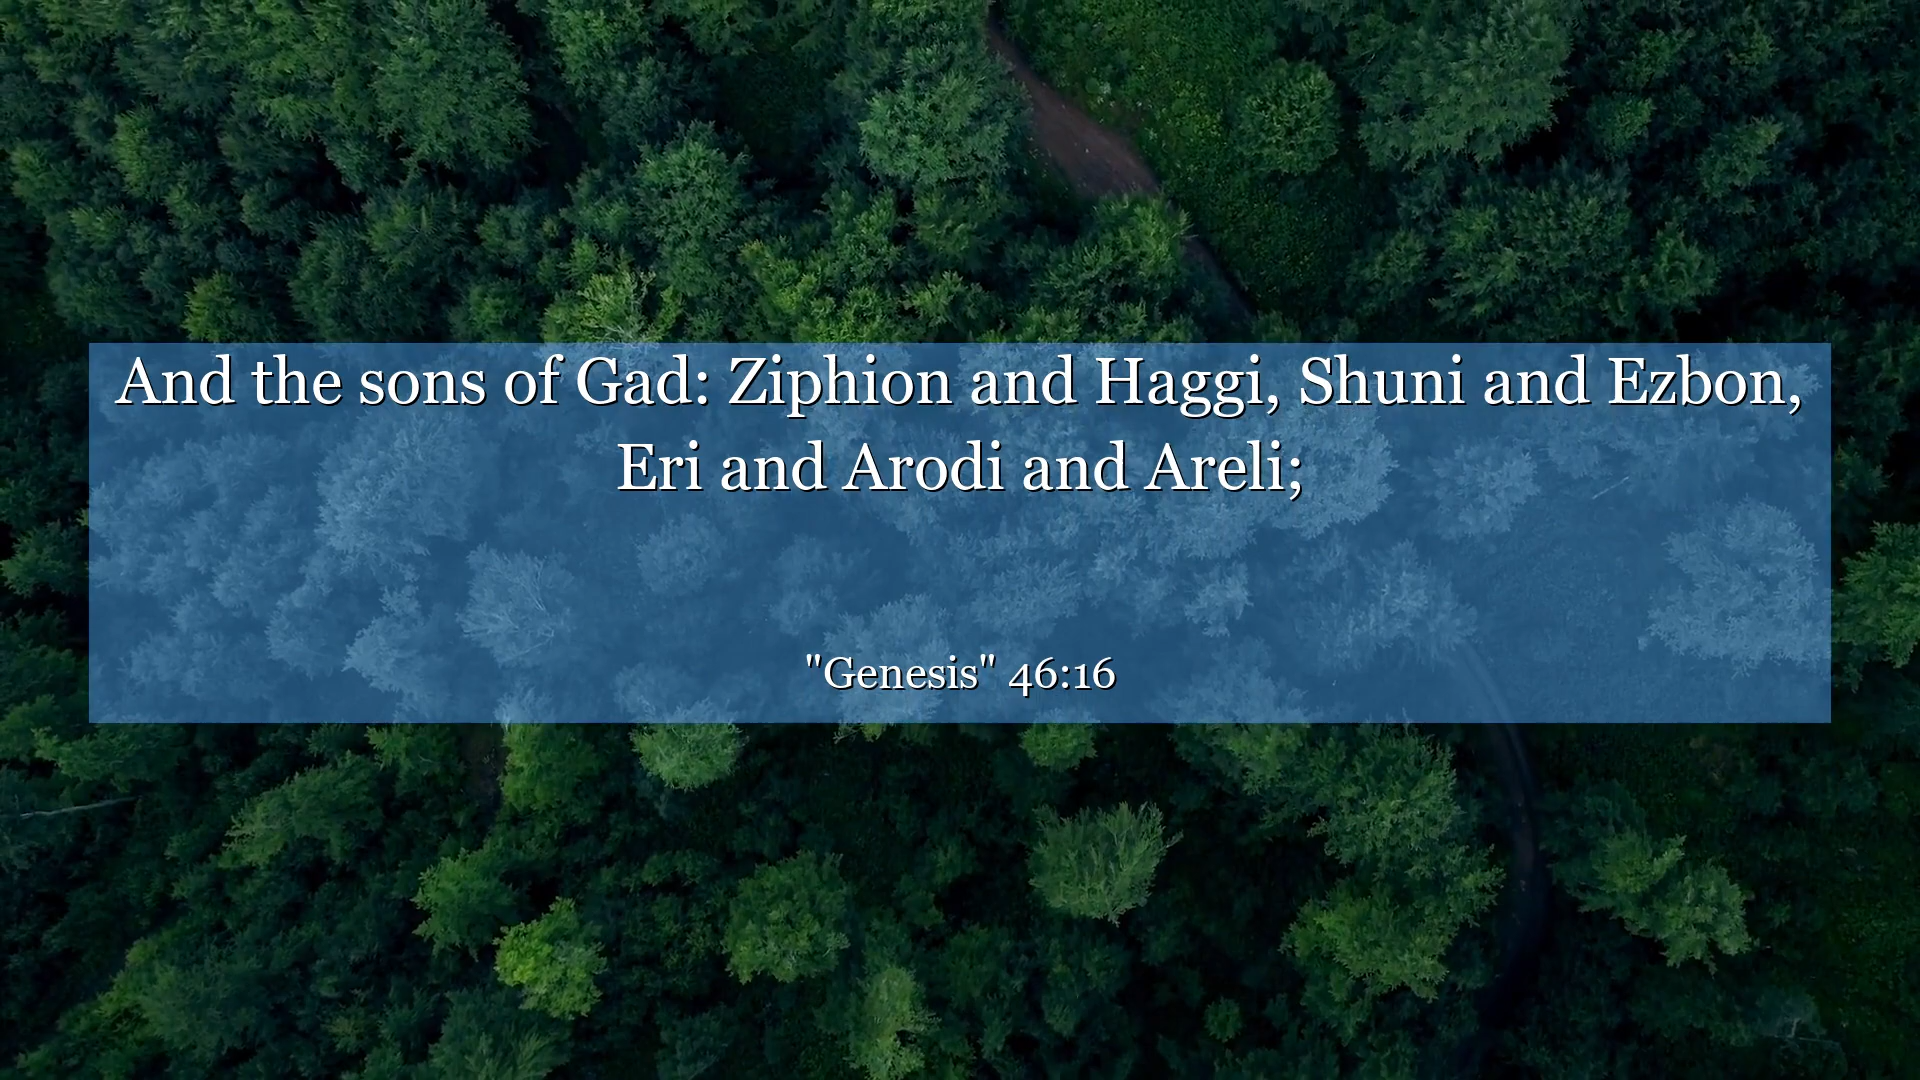 And the sons of Gad: Ziphion and Haggi, Shuni and Ezbon,
Eri and Arodi and Areli;
"Genesis" 46:16